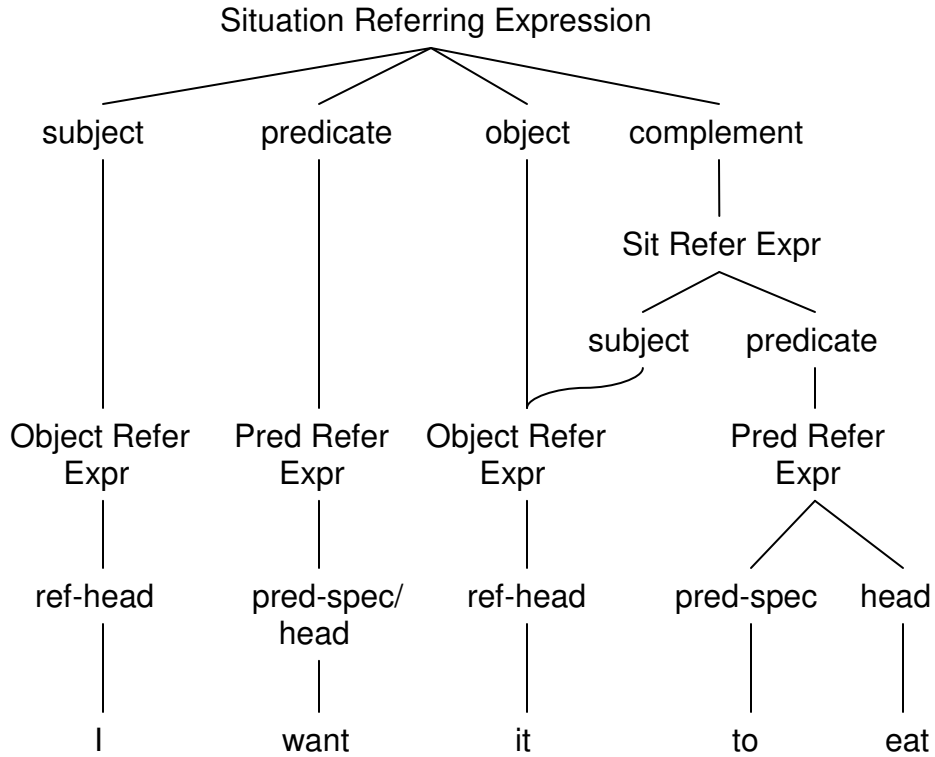 Situation Referring Expression
subject predicate object complement
Sit Refer Expr
subject predicate
Object Refer Pred Refer Object Refer Pred Refer
Expr Expr Expr Expr
ref-head pred-spec/ ref-head pred-spec head
head
I want it to eat